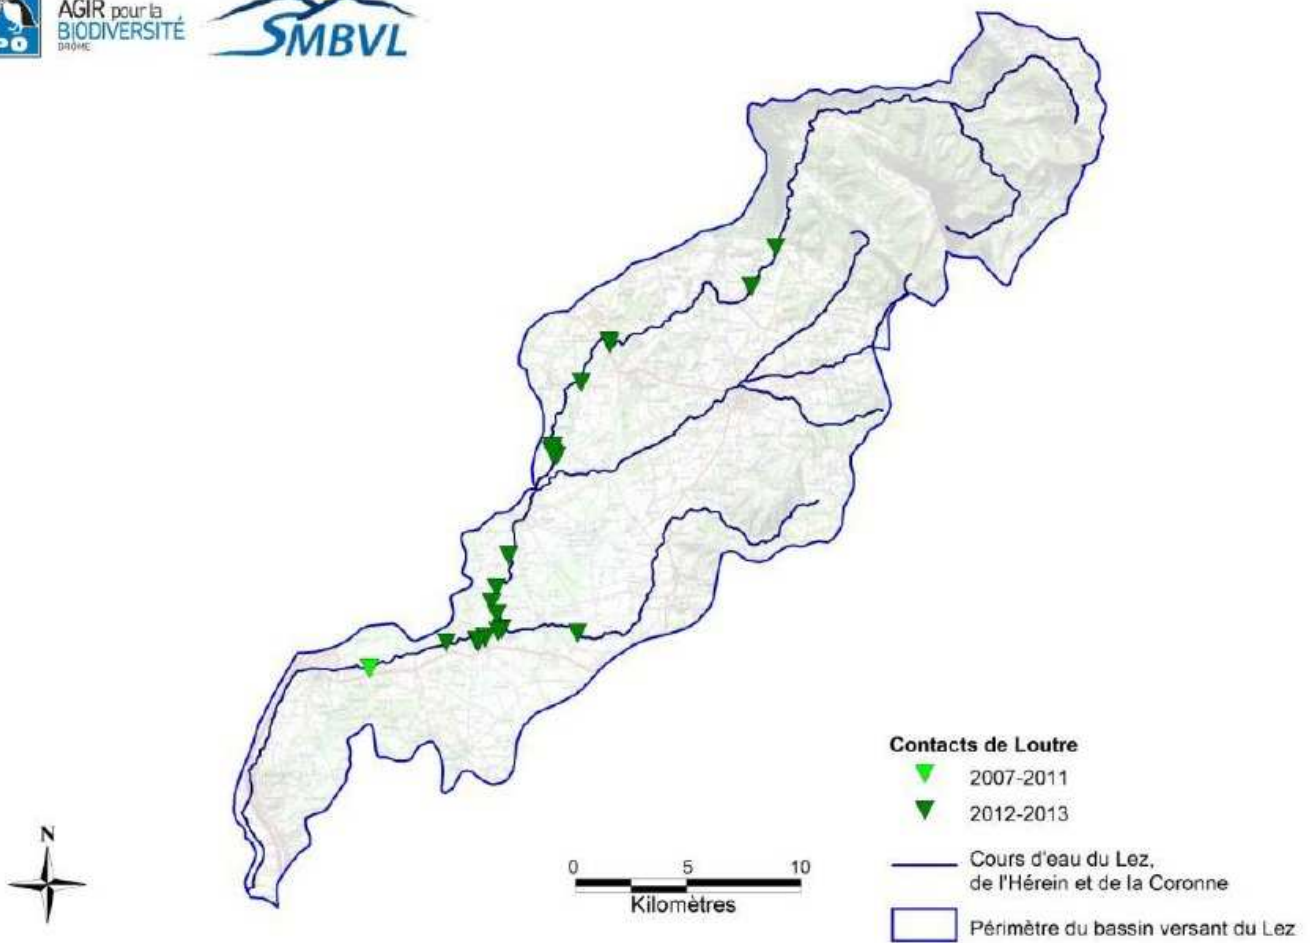 AGIR pour la
BIODIVERSITÉ
DRÔME
SMBVL
Contacts de Loutre
2007-2011
2012-2013
Cours d'eau du Lez,
de l'Hérein et de la Coronne
Périmètre du bassin versant du Lez
N
0 5 10
Kilomètres